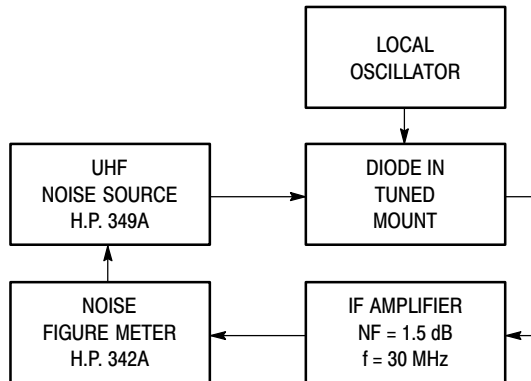 LOCAL
OSCILLATOR
UHF
NOISE SOURCE
H.P. 349A
DIODE IN
TUNED
MOUNT
NOISE
FIGURE METER
H.P. 342A
IF AMPLIFIER
NF = 1.5 dB
f = 30 MHz